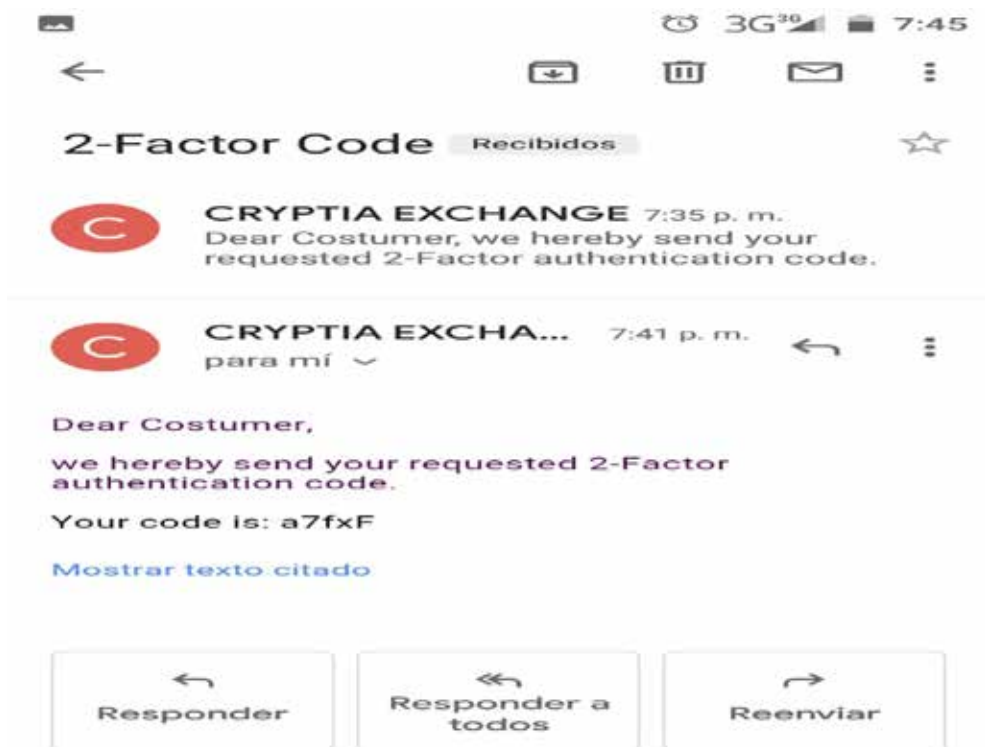 3G 3G 7:45
2-Factor Code Recibidos
C
CRYPTIA EXCHANGE 7:35 p. m.
Dear Costumer, we hereby send your
requested 2-Factor authentication code.
C
CRYPTIA EXCHA... 7:41 p. m.
para mí
Dear Costumer,
we hereby send your requested 2-Factor
authentication code.
Your code is: a7fxF
Mostrar texto citado
Responder
Responder a
todos
Reenviar